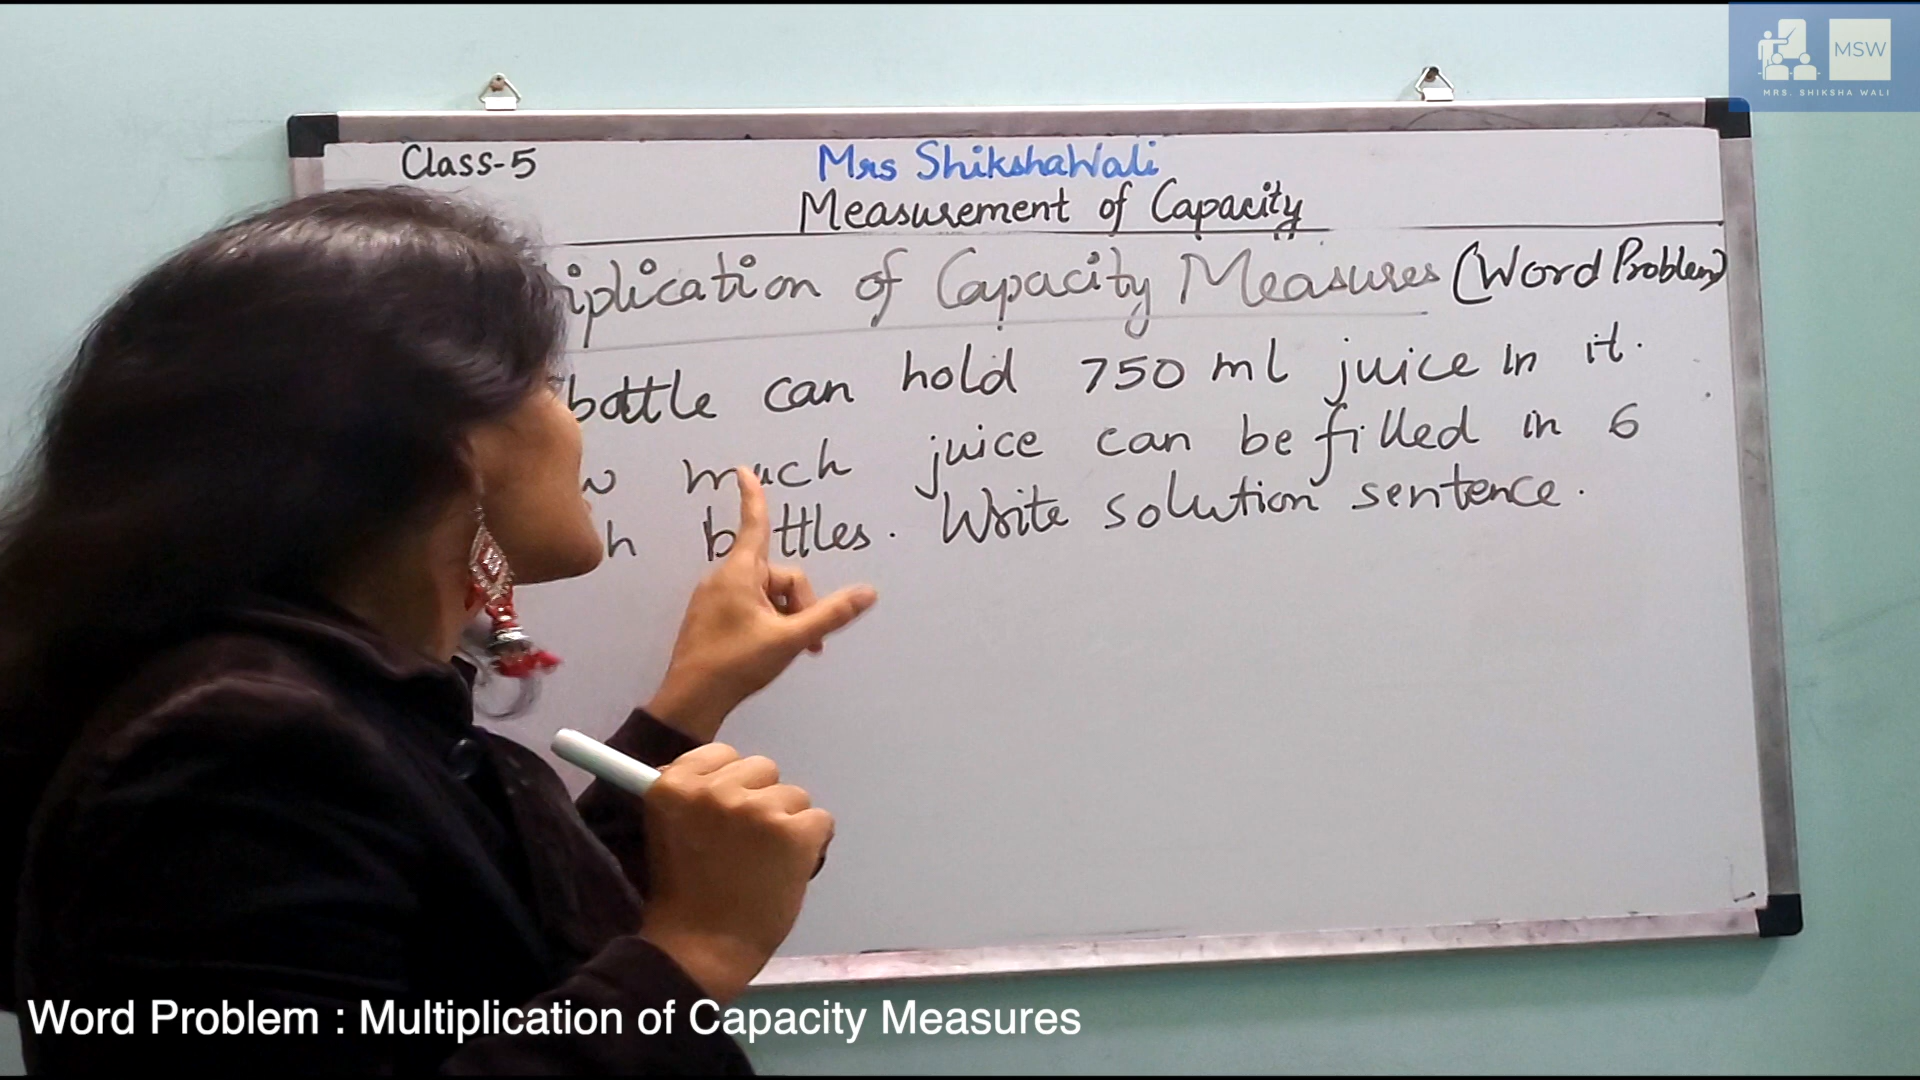 MSW
MRS. SHIKSHA WALI
Class-5
Mrs ShikshaWali
Measurement of Capacity
iplication of Capacity Measures (Word Problem)
bottle can hold 750 ml juice in it.
w much juice can be filled in 6
h bottles. Write solution sentence.
Word Problem : Multiplication of Capacity Measures